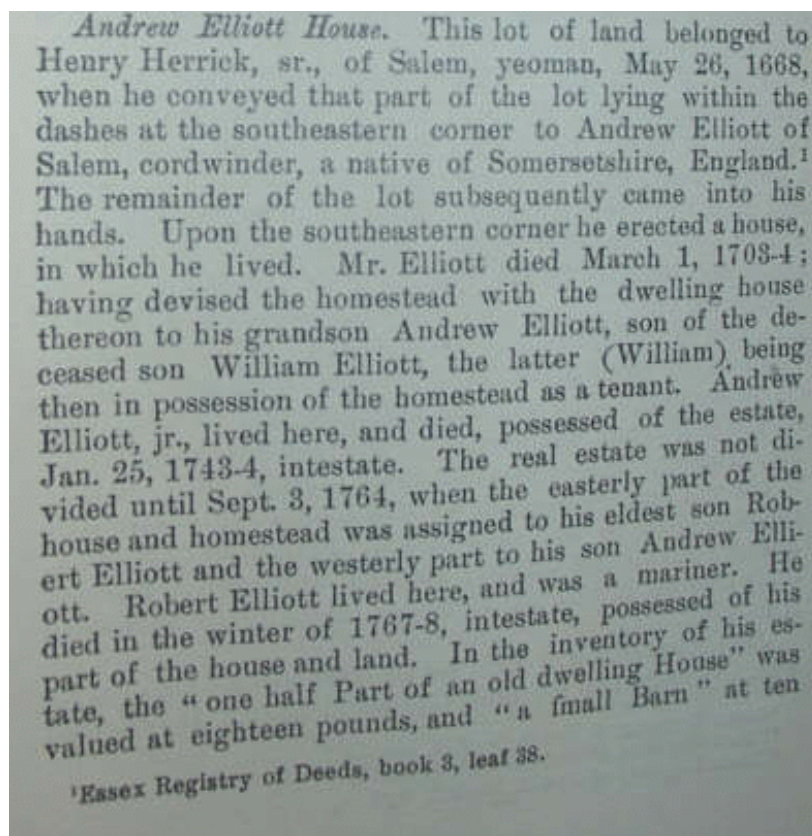 Andrew Elliott House. This lot of land belonged to
Henry Herrick, sr., of Salem, yeoman, May 26, 1668,
when he conveyed that part of the lot lying within the
dashes at the southeastern corner to Andrew Elliott of
Salem, cordwinder, a native of Somersetshire, England.¹
The remainder of the lot subsequently came into his
hands. Upon the southeastern corner he erected a house,
in which he lived. Mr. Elliott died March 1, 1703-4;
having devised the homestead with the dwelling house
thereon to his grandson Andrew Elliott, son of the de-
ceased son William Elliott, the latter (William) being
then in possession of the homestead as a tenant. Andrew
Elliott, jr., lived here, and died, possessed of the estate,
Jan. 25, 1743-4, intestate. The real estate was not di-
vided until Sept. 3, 1764, when the easterly part of the
house and homestead was assigned to his eldest son Rob-
ert Elliott and the westerly part to his son Andrew Elli-
ott. Robert Elliott lived here, and was a mariner. He
died in the winter of 1767-8, intestate, possessed of his
part of the house and land. In the inventory of his es-
tate, the "one half Part of an old dwelling House" was
valued at eighteen pounds, and "a ſmall Barn" at ten
¹Essex Registry of Deeds, book 3, leaf 38.